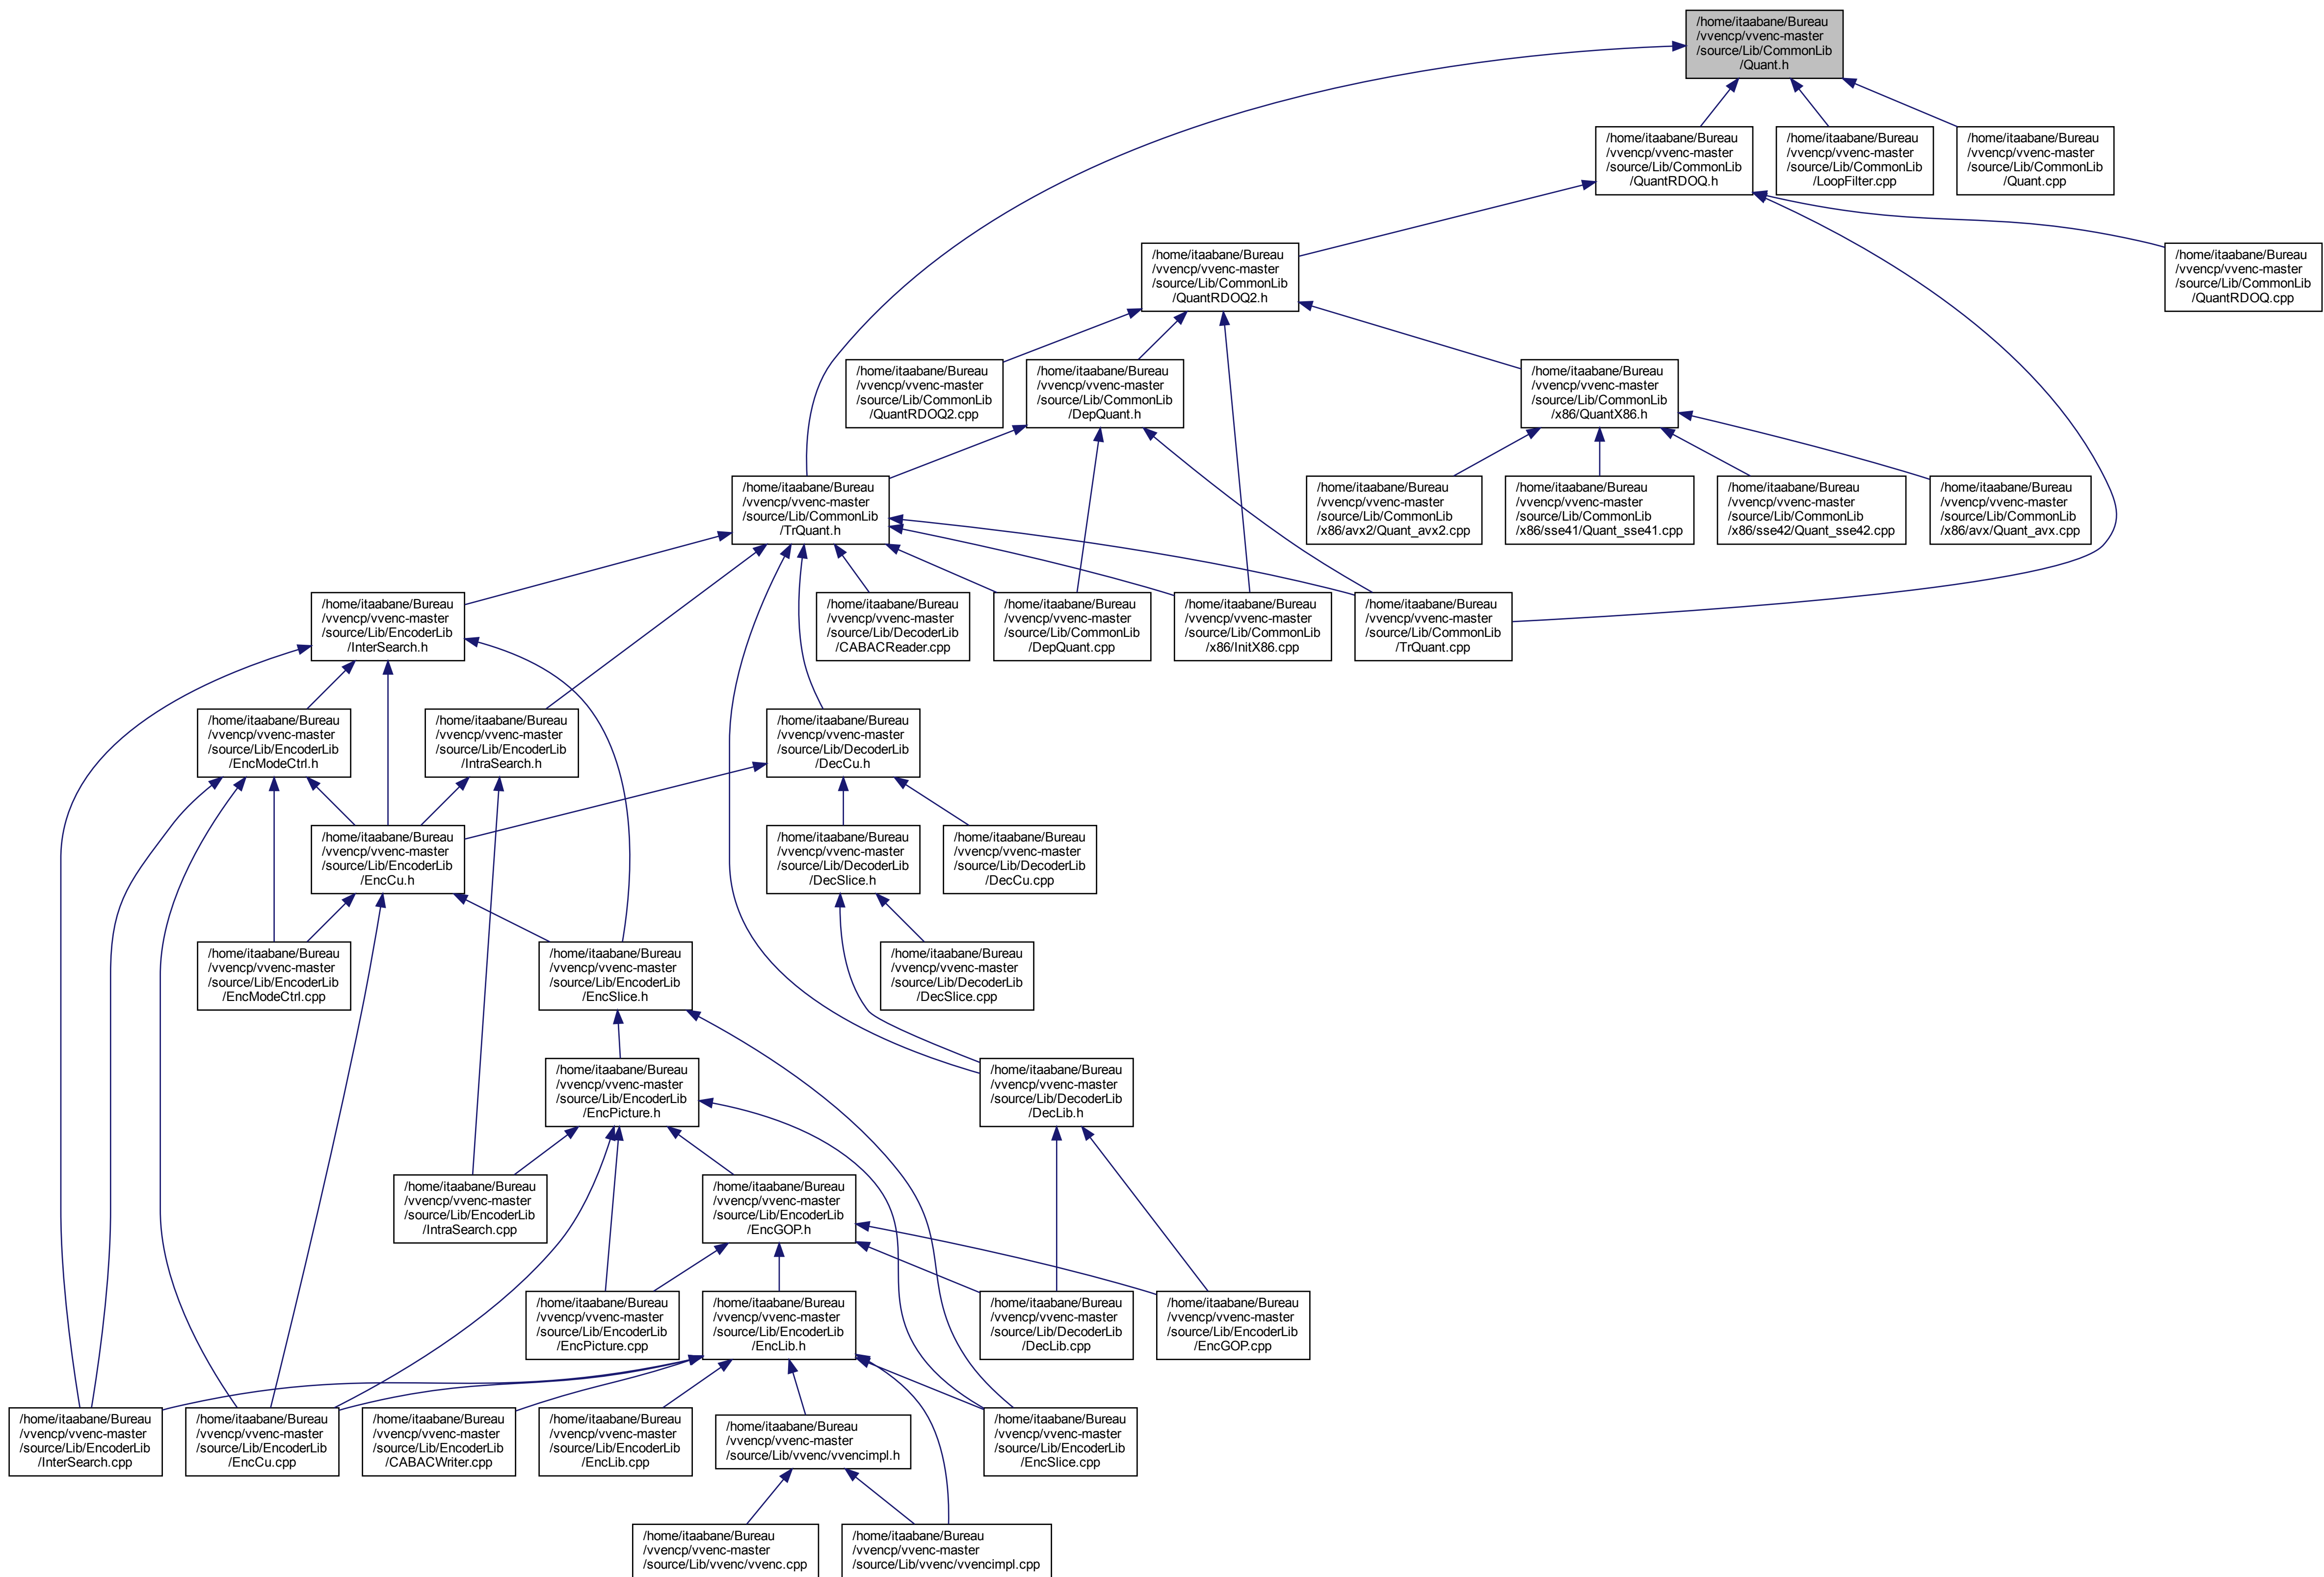 /home/itaabane/Bureau
/vvencp/vvenc-master
/source/Lib/CommonLib
/Quant.h
/home/itaabane/Bureau
/vvencp/vvenc-master
/source/Lib/CommonLib
/QuantRDOQ.h
/home/itaabane/Bureau
/vvencp/vvenc-master
/source/Lib/CommonLib
/LoopFilter.cpp
/home/itaabane/Bureau
/vvencp/vvenc-master
/source/Lib/CommonLib
/Quant.cpp
/home/itaabane/Bureau
/vvencp/vvenc-master
/source/Lib/CommonLib
/QuantRDOQ2.h
/home/itaabane/Bureau
/vvencp/vvenc-master
/source/Lib/CommonLib
/QuantRDOQ.cpp
/home/itaabane/Bureau
/vvencp/vvenc-master
/source/Lib/CommonLib
/QuantRDOQ2.cpp
/home/itaabane/Bureau
/vvencp/vvenc-master
/source/Lib/CommonLib
/DepQuant.h
/home/itaabane/Bureau
/vvencp/vvenc-master
/source/Lib/CommonLib
/x86/QuantX86.h
/home/itaabane/Bureau
/vvencp/vvenc-master
/source/Lib/CommonLib
/TrQuant.h
/home/itaabane/Bureau
/vvencp/vvenc-master
/source/Lib/CommonLib
/x86/avx2/Quant_avx2.cpp
/home/itaabane/Bureau
/vvencp/vvenc-master
/source/Lib/CommonLib
/x86/sse41/Quant_sse41.cpp
/home/itaabane/Bureau
/vvencp/vvenc-master
/source/Lib/CommonLib
/x86/sse42/Quant_sse42.cpp
/home/itaabane/Bureau
/vvencp/vvenc-master
/source/Lib/CommonLib
/x86/avx/Quant_avx.cpp
/home/itaabane/Bureau
/vvencp/vvenc-master
/source/Lib/EncoderLib
/InterSearch.h
/home/itaabane/Bureau
/vvencp/vvenc-master
/source/Lib/DecoderLib
/CABACReader.cpp
/home/itaabane/Bureau
/vvencp/vvenc-master
/source/Lib/CommonLib
/DepQuant.cpp
/home/itaabane/Bureau
/vvencp/vvenc-master
/source/Lib/CommonLib
/x86/InitX86.cpp
/home/itaabane/Bureau
/vvencp/vvenc-master
/source/Lib/CommonLib
/TrQuant.cpp
/home/itaabane/Bureau
/vvencp/vvenc-master
/source/Lib/EncoderLib
/EncModeCtrl.h
/home/itaabane/Bureau
/vvencp/vvenc-master
/source/Lib/EncoderLib
/IntraSearch.h
/home/itaabane/Bureau
/vvencp/vvenc-master
/source/Lib/DecoderLib
/DecCu.h
/home/itaabane/Bureau
/vvencp/vvenc-master
/source/Lib/EncoderLib
/EncCu.h
/home/itaabane/Bureau
/vvencp/vvenc-master
/source/Lib/DecoderLib
/DecSlice.h
/home/itaabane/Bureau
/vvencp/vvenc-master
/source/Lib/DecoderLib
/DecCu.cpp
/home/itaabane/Bureau
/vvencp/vvenc-master
/source/Lib/EncoderLib
/EncModeCtrl.cpp
/home/itaabane/Bureau
/vvencp/vvenc-master
/source/Lib/EncoderLib
/EncSlice.h
/home/itaabane/Bureau
/vvencp/vvenc-master
/source/Lib/DecoderLib
/DecSlice.cpp
/home/itaabane/Bureau
/vvencp/vvenc-master
/source/Lib/EncoderLib
/EncPicture.h
/home/itaabane/Bureau
/vvencp/vvenc-master
/source/Lib/DecoderLib
/DecLib.h
/home/itaabane/Bureau
/vvencp/vvenc-master
/source/Lib/EncoderLib
/IntraSearch.cpp
/home/itaabane/Bureau
/vvencp/vvenc-master
/source/Lib/EncoderLib
/EncGOP.h
/home/itaabane/Bureau
/vvencp/vvenc-master
/source/Lib/EncoderLib
/EncPicture.cpp
/home/itaabane/Bureau
/vvencp/vvenc-master
/source/Lib/EncoderLib
/EncLib.h
/home/itaabane/Bureau
/vvencp/vvenc-master
/source/Lib/DecoderLib
/DecLib.cpp
/home/itaabane/Bureau
/vvencp/vvenc-master
/source/Lib/EncoderLib
/EncGOP.cpp
/home/itaabane/Bureau
/vvencp/vvenc-master
/source/Lib/EncoderLib
/InterSearch.cpp
/home/itaabane/Bureau
/vvencp/vvenc-master
/source/Lib/EncoderLib
/EncCu.cpp
/home/itaabane/Bureau
/vvencp/vvenc-master
/source/Lib/EncoderLib
/CABACWriter.cpp
/home/itaabane/Bureau
/vvencp/vvenc-master
/source/Lib/EncoderLib
/EncLib.cpp
/home/itaabane/Bureau
/vvencp/vvenc-master
/source/Lib/vvenc/vvencimpl.h
/home/itaabane/Bureau
/vvencp/vvenc-master
/source/Lib/EncoderLib
/EncSlice.cpp
/home/itaabane/Bureau
/vvencp/vvenc-master
/source/Lib/vvenc/vvenc.cpp
/home/itaabane/Bureau
/vvencp/vvenc-master
/source/Lib/vvenc/vvencimpl.cpp